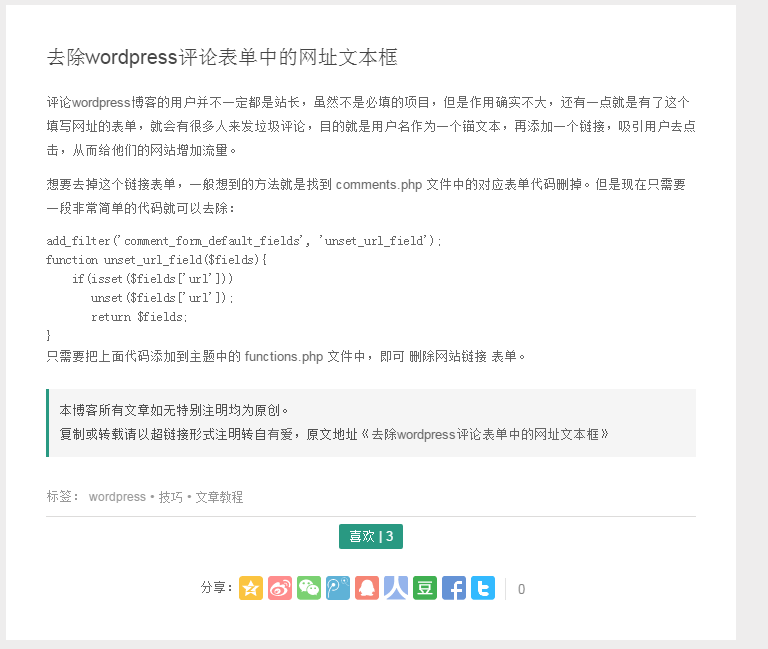 去除wordpress评论表单中的网址文本框
评论wordpress博客的用户并不一定都是站长，虽然不是必填的项目，但是作用确实不大，还有一点就是有了这个
填写网址的表单，就会有很多人来发垃圾评论，目的就是用户名作为一个锚文本，再添加一个链接，吸引用户去点
击，从而给他们的网站增加流量。
想要去掉这个链接表单，一般想到的方法就是找到 comments.php 文件中的对应表单代码删掉。但是现在只需要
一段非常简单的代码就可以去除：
add_filter('comment_form_default_fields', 'unset_url_field');
function unset_url_field($fields){
    if(isset($fields['url']))
       unset($fields['url']);
       return $fields;
}
只需要把上面代码添加到主题中的 functions.php 文件中，即可 删除网站链接 表单。
本博客所有文章如无特别注明均为原创。
复制或转载请以超链接形式注明转自有爱，原文地址《去除wordpress评论表单中的网址文本框》
标签： wordpress • 技巧 • 文章教程
喜欢 | 3
分享： 人 豆 f t 0